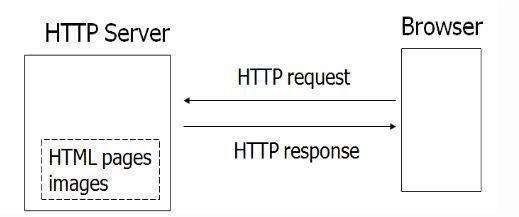 HTTP Server
Browser
HTTP request
HTTP response
HTML pages
images